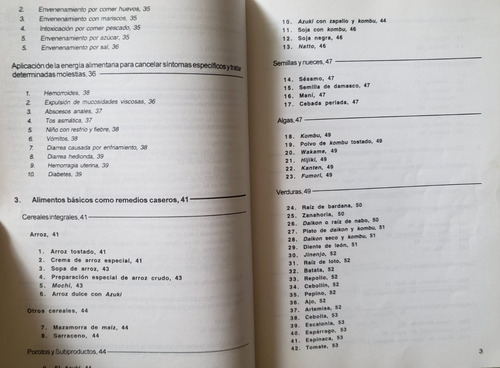 2. Envenenamiento por comer huevos, 35
3. Envenenamiento con mariscos, 35
4. Intoxicación por comer pescado, 35
5. Envenenamiento por azúcar, 35
5. Envenenamiento por sal, 36
Aplicación de la energía alimentaria para cancelar síntomas específicos y tratar
determinadas molestias, 36
1. Hemorroides, 38
2. Expulsión de mucosidades viscosas, 36
3. Abscesos anales, 37
4. Tos asmática, 37
5. Niño con resfrío y fiebre, 38
6. Vómitos, 38
7. Diarrea causada por enfriamiento, 38
8. Diarrea hedionda, 39
9. Hemorragia uterina, 39
10. Diabetes, 39
3. Alimentos básicos como remedios caseros, 41
Cereales integrales, 41
Arroz, 41
1. Arroz tostado, 41
2. Crema de arroz especial, 41
3. Sopa de arroz, 43
4. Preparación especial de arroz crudo, 43
5. Mochi, 43
6. Arroz dulce con Azuki
Otros cereales, 44
7. Mazamorra de maíz, 44
8. Sarraceno, 44
Porotos y Subproductos, 44
10. Azuki con zapallo y kombu, 44
11. Soja con kombu, 46
12. Soja negra, 46
13. Natto, 46
Semillas y nueces, 47
14. Sésamo, 47
15. Semilla de damasco, 47
16. Maní, 47
17. Cebada perlada, 47
Algas, 47
18. Kombu, 49
19. Polvo de kombu tostado, 49
20. Wakame, 49
21. Hijiki, 49
22. Kanten, 49
23. Funori, 49
Verduras, 49
24. Raíz de bardana, 50
25. Zanahoria, 50
26. Daikon o raíz de nabo, 50
27. Plato de daikon y kombu, 51
28. Daikon seco y kombu, 51
29. Diente de león, 51
30. Jinenjo, 52
31. Raíz de loto, 52
32. Batata, 52
33. Repollo, 52
34. Cebollín, 52
35. Pepino, 52
36. Ajo, 52
37. Artemisa, 52
38. Cebolla, 53
39. Escalonia, 53
40. Espárrago, 53
41. Espinaca, 53
42. Tomate, 53
3